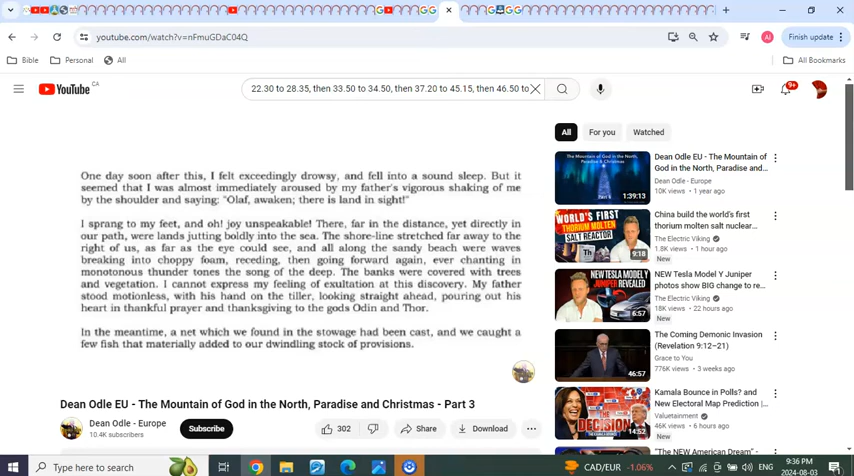 Finish update
youtube.com/watch?v=nFmuGDaC04Q
Bible
Personal
All
All Bookmarks
YouTube CA
22.30 to 28.35, then 33.50 to 34.50, then 37.20 to 45.15, then 46.50 to
9+
One day soon after this, I felt exceedingly drowsy, and fell into a sound sleep. But it
seemed that I was almost immediately aroused by my father's vigorous shaking of me
by the shoulder and saying: "Olaf, awaken; there is land in sight!"
I sprang to my feet, and oh! joy unspeakable! There, far in the distance, yet directly in
our path, were lands jutting boldly into the sea. The shore-line stretched far away to the
right of us, as far as the eye could see, and all along the sandy beach were waves
breaking into choppy foam, receding, then going forward again, ever chanting in
monotonous thunder tones the song of the deep. The banks were covered with trees
and vegetation. I cannot express my feeling of exultation at this discovery. My father
stood motionless, with his hand on the tiller, looking straight ahead, pouring out his
heart in thankful prayer and thanksgiving to the gods Odin and Thor.
In the meantime, a net which we found in the stowage had been cast, and we caught a
few fish that materially added to our dwindling stock of provisions.
Dean Odle EU - The Mountain of God in the North, Paradise and Christmas - Part 3
Dean Odle - Europe
10.4K subscribers
Subscribe
302
Share
Download
All
For you
Watched
1:39:13
Dean Odle EU - The Mountain of
God in the North, Paradise and...
Dean Odle - Europe
10K views • 1 year ago
WORLD'S FIRST
THORIUM MOLTEN
SALT REACTOR
Th
9:18
China build the world's first
thorium molten salt nuclear...
The Electric Viking
2.8K views • 1 hour ago
New
NEW TESLA MODEL Y
JUNIPER
REVEALED
6:57
NEW Tesla Model Y Juniper
photos show BIG change to re...
The Electric Viking
18K views • 22 hours ago
New
46:57
The Coming Demonic Invasion
(Revelation 9:12–21)
Grace to You
776K views • 3 weeks ago
THE
DECISION
14:52
Kamala Bounce in Polls? and
New Electoral Map Prediction |...
Valuetainment
46K views • 6 hours ago
New
"The NEW American Dream" -
Type here to search
CAD/EUR -1.06%
9:36 PM
2024-08-03